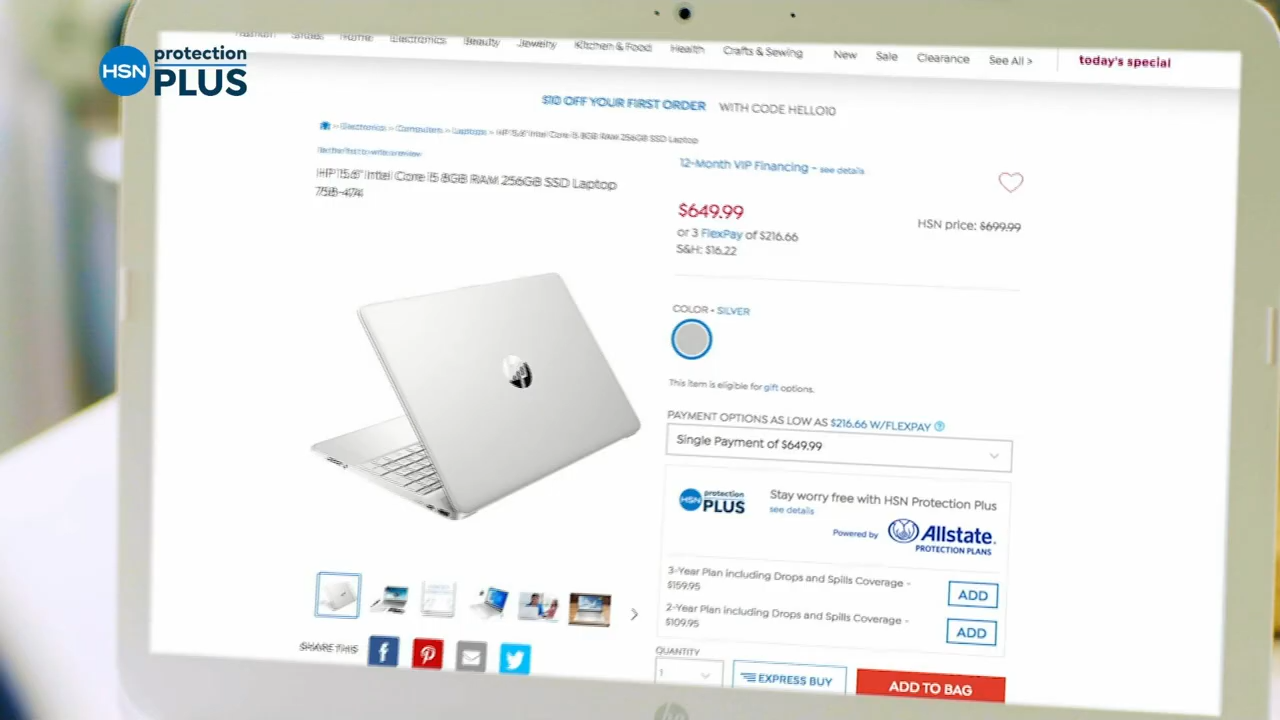 HSN protection PLUS
Fashion Shoes Home Electronics Beauty Jewelry Kitchen & Food Health Crafts & Sewing New Sale Clearance See All > today's special
$10 OFF YOUR FIRST ORDER WITH CODE HELLO10
> Electronics > Computers > Laptops > HP 15.6" Intel Core i5 8GB RAM 256GB SSD Laptop
Be the first to write a review
HP 15.6" Intel Core i5 8GB RAM 256GB SSD Laptop
758-474
12-Month VIP Financing - see details
$649.99
HSN price: $699.99
or 3 FlexPay of $216.66
S&H: $16.22
COLOR - SILVER
This item is eligible for gift options.
PAYMENT OPTIONS AS LOW AS $216.66 W/FLEXPAY ?
Single Payment of $649.99
HSN protection PLUS
Stay worry free with HSN Protection Plus
see details
Powered by Allstate.
PROTECTION PLANS
3-Year Plan including Drops and Spills Coverage -
$159.95
ADD
2-Year Plan including Drops and Spills Coverage -
$109.95
ADD
SHARE THIS
QUANTITY
1
EXPRESS BUY
ADD TO BAG
hp